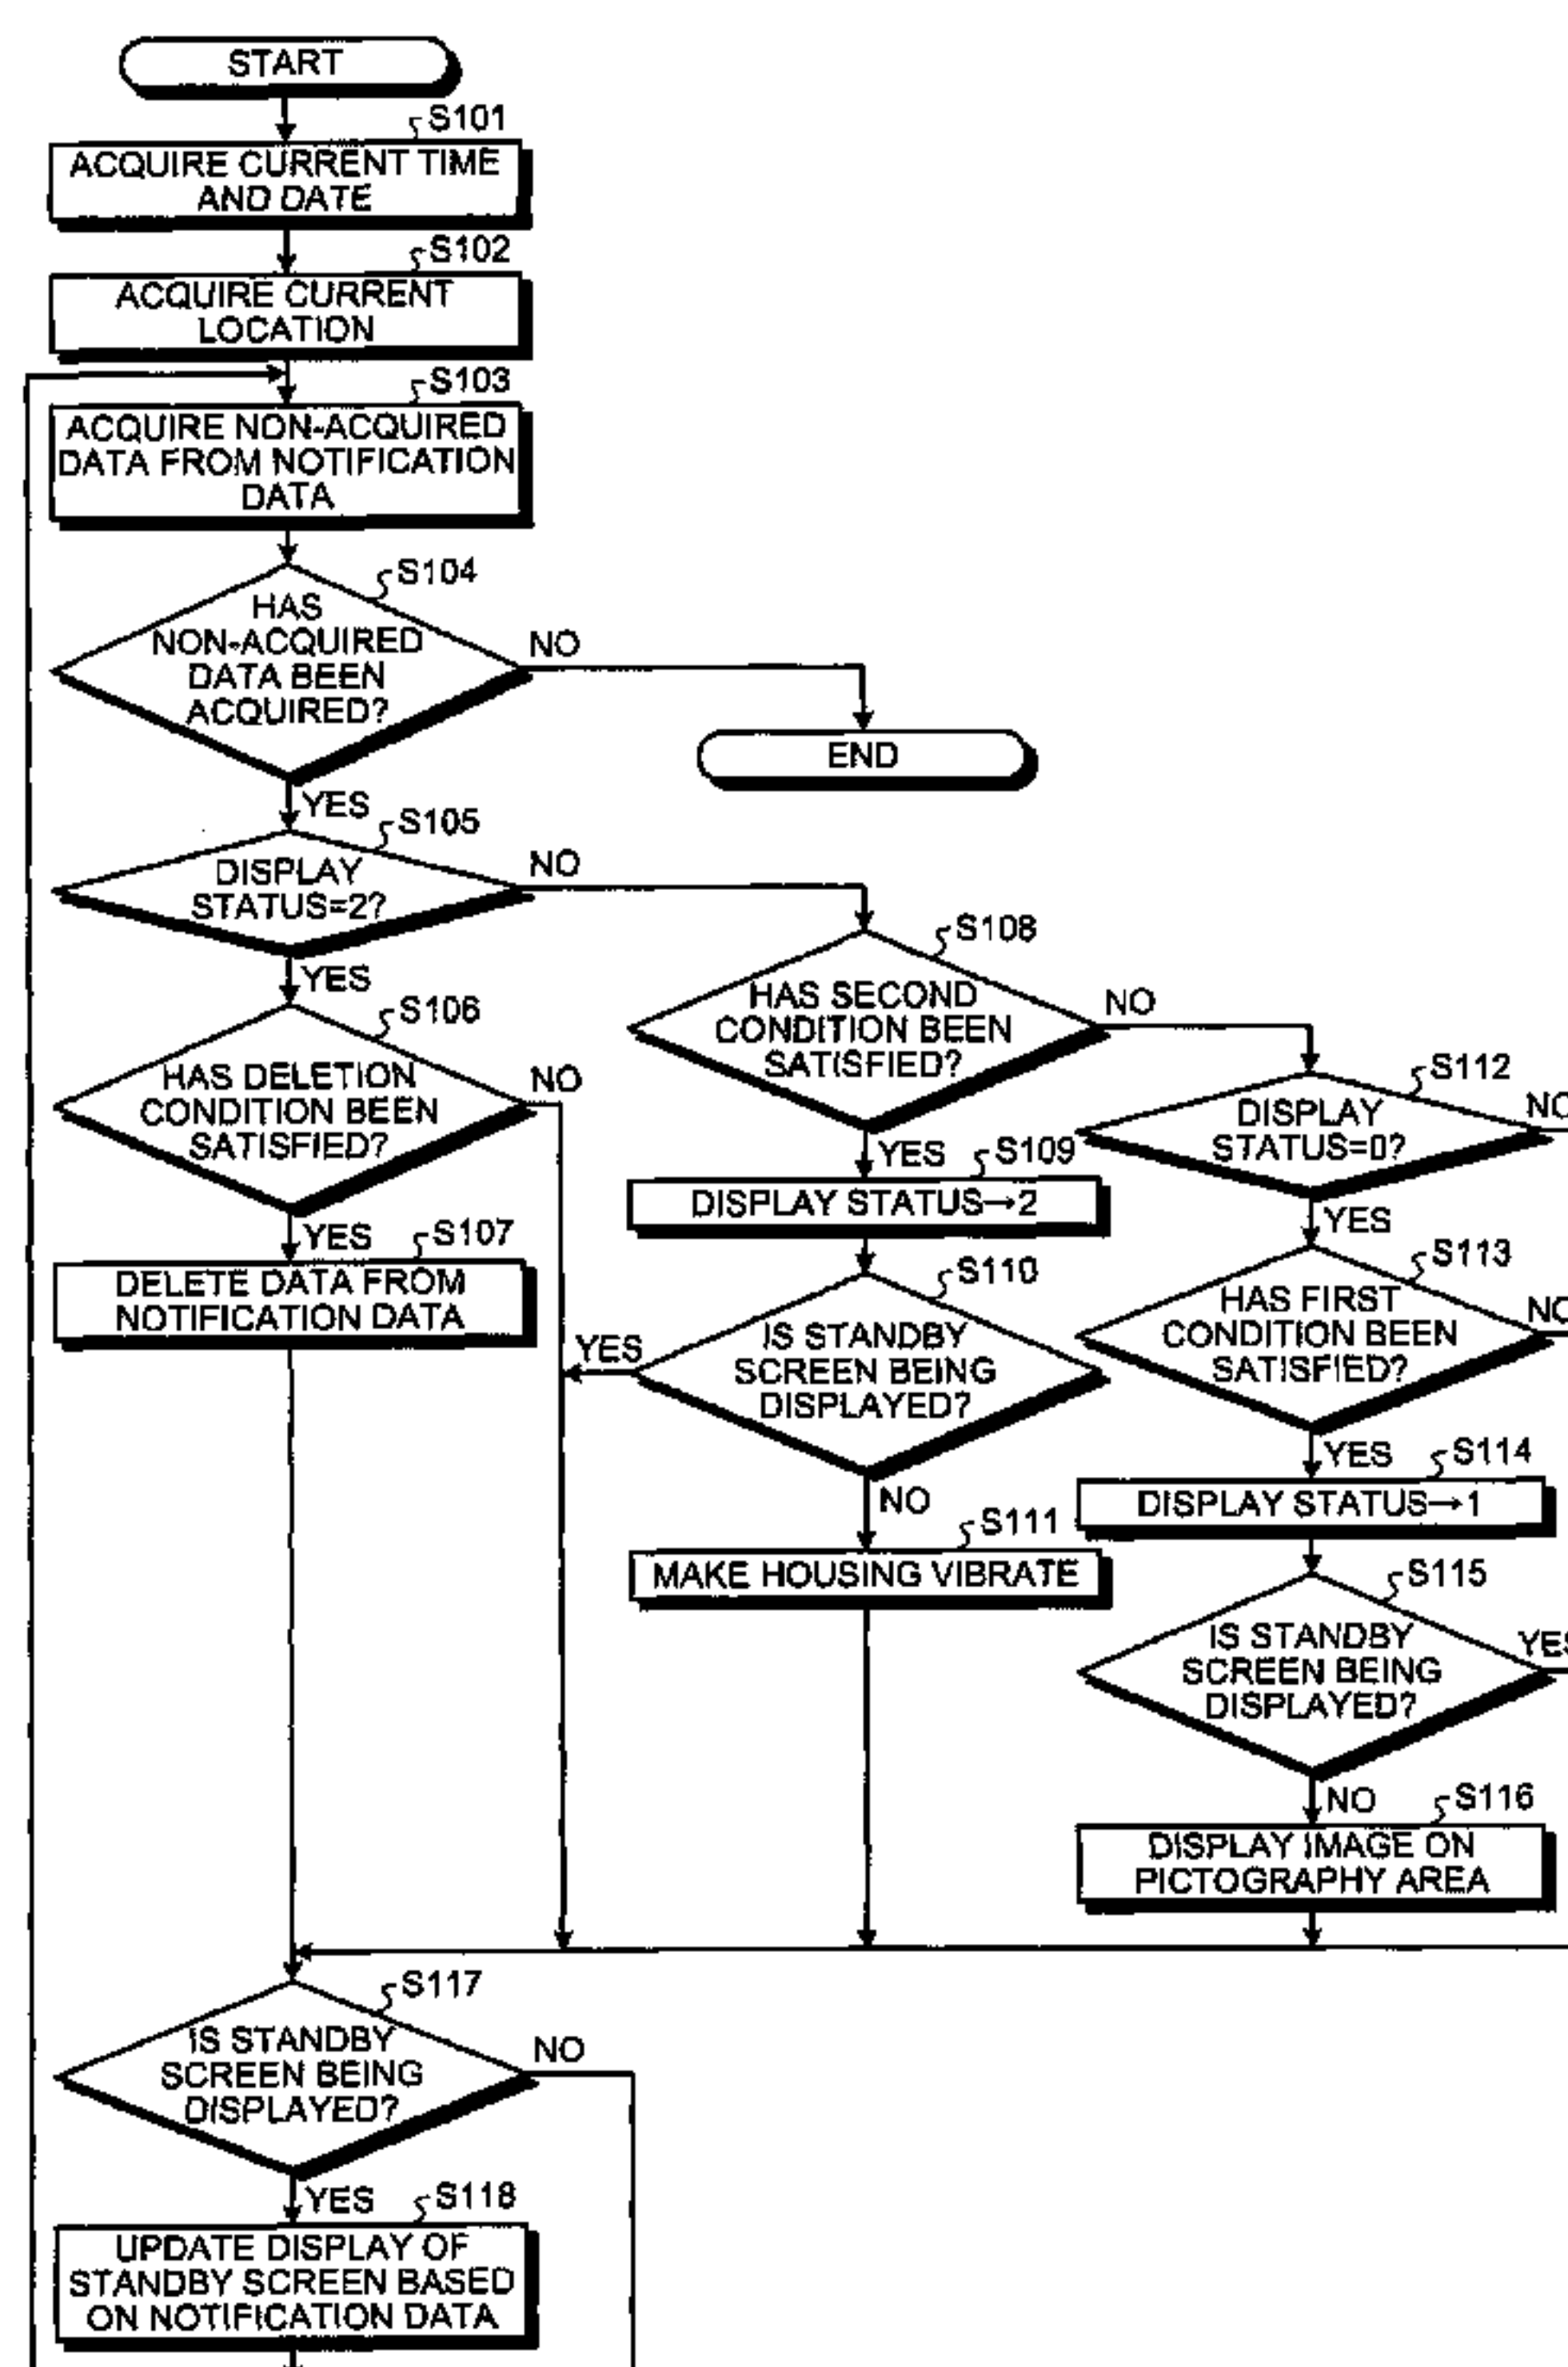 START
S101
ACQUIRE CURRENT TIME
AND DATE
S102
ACQUIRE CURRENT
LOCATION
S103
ACQUIRE NON-ACQUIRED
DATA FROM NOTIFICATION
DATA
S104
HAS
NON-ACQUIRED
DATA BEEN
ACQUIRED?
NO
END
YES
S105
DISPLAY
STATUS=2?
NO
YES
S106
HAS DELETION
CONDITION BEEN
SATISFIED?
NO
YES
S107
DELETE DATA FROM
NOTIFICATION DATA
S108
HAS SECOND
CONDITION BEEN
SATISFIED?
NO
YES
S109
DISPLAY STATUS→2
S110
IS STANDBY
SCREEN BEING
DISPLAYED?
YES
NO
S111
MAKE HOUSING VIBRATE
S112
DISPLAY
STATUS=0?
NO
YES
S113
HAS FIRST
CONDITION BEEN
SATISFIED?
NO
YES
S114
DISPLAY STATUS→1
S115
IS STANDBY
SCREEN BEING
DISPLAYED?
YES
NO
S116
DISPLAY IMAGE ON
PICTOGRAPHY AREA
S117
IS STANDBY
SCREEN BEING
DISPLAYED?
NO
YES
S118
UPDATE DISPLAY OF
STANDBY SCREEN BASED
ON NOTIFICATION DATA